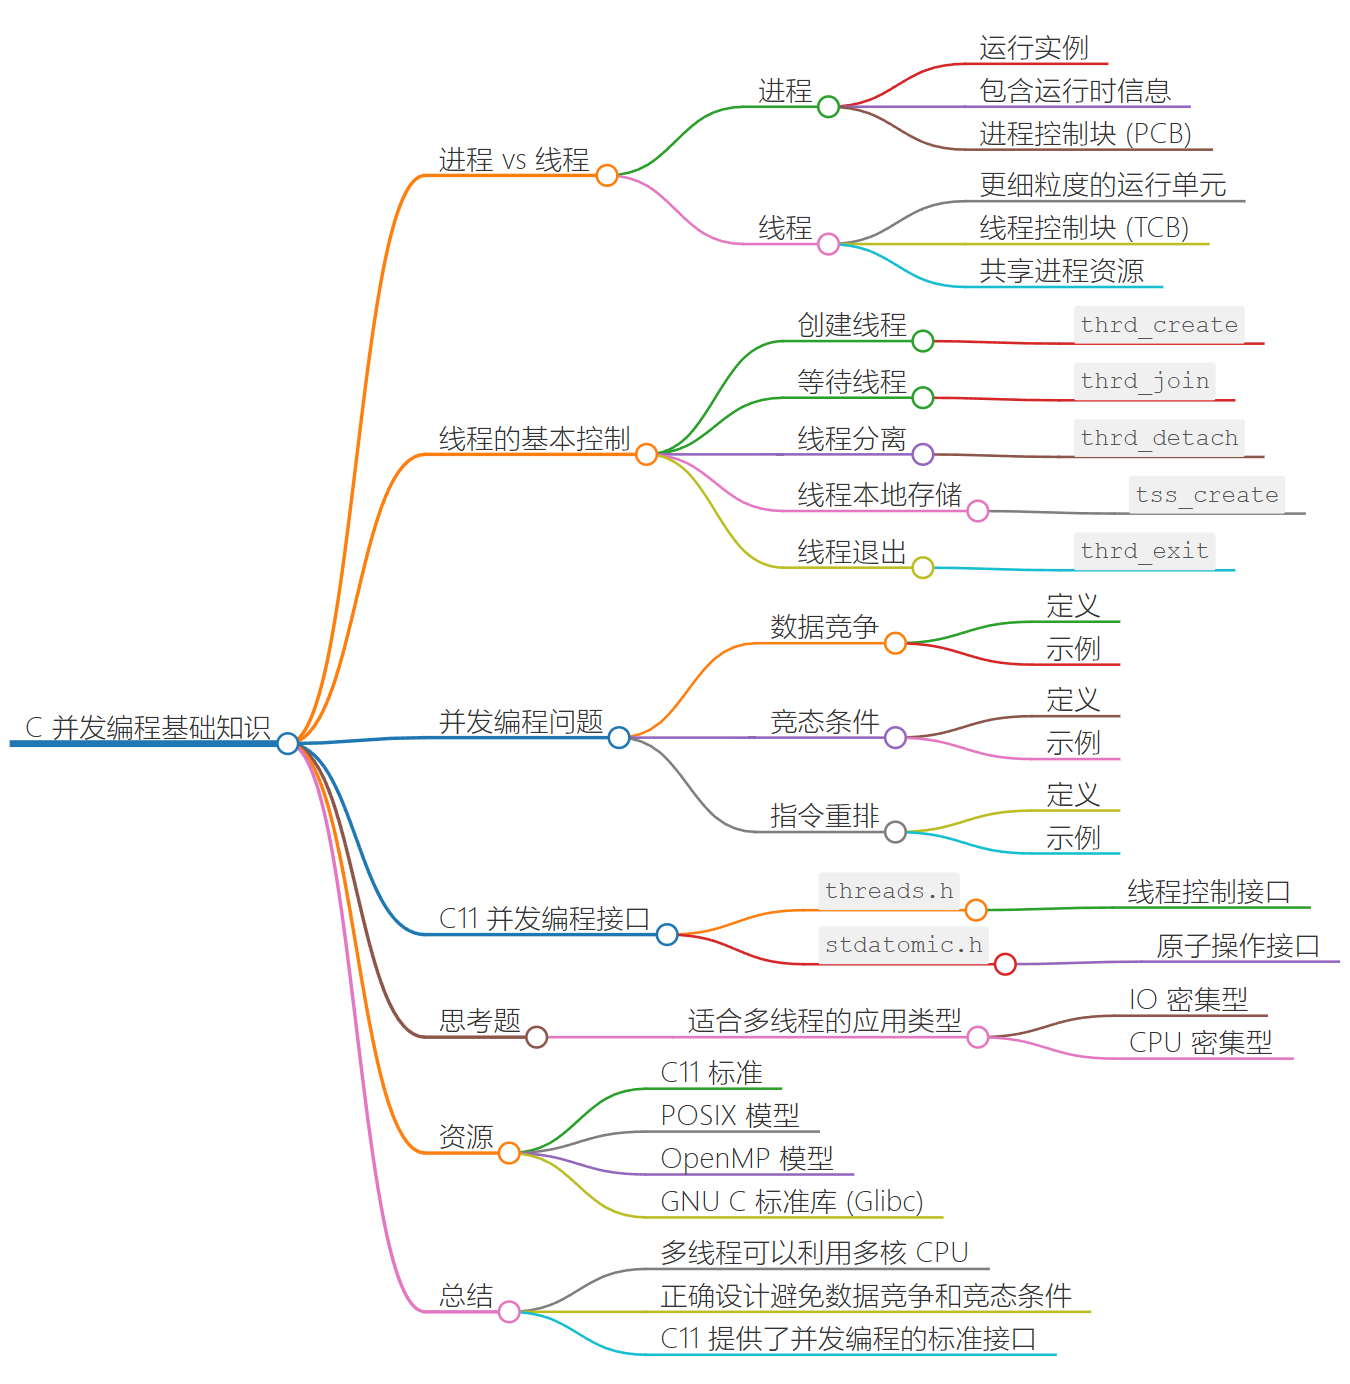 C 并发编程基础知识
进程 vs 线程
进程
运行实例
包含运行时信息
进程控制块 (PCB)
线程
更细粒度的运行单元
线程控制块 (TCB)
共享进程资源
线程的基本控制
创建线程
thrd_create
等待线程
thrd_join
线程分离
thrd_detach
线程本地存储
tss_create
线程退出
thrd_exit
并发编程问题
数据竞争
定义
示例
竞态条件
定义
示例
指令重排
定义
示例
C11 并发编程接口
threads.h
线程控制接口
stdatomic.h
原子操作接口
思考题
适合多线程的应用类型
IO 密集型
CPU 密集型
资源
C11 标准
POSIX 模型
OpenMP 模型
GNU C 标准库 (Glibc)
总结
多线程可以利用多核 CPU
正确设计避免数据竞争和竞态条件
C11 提供了并发编程的标准接口